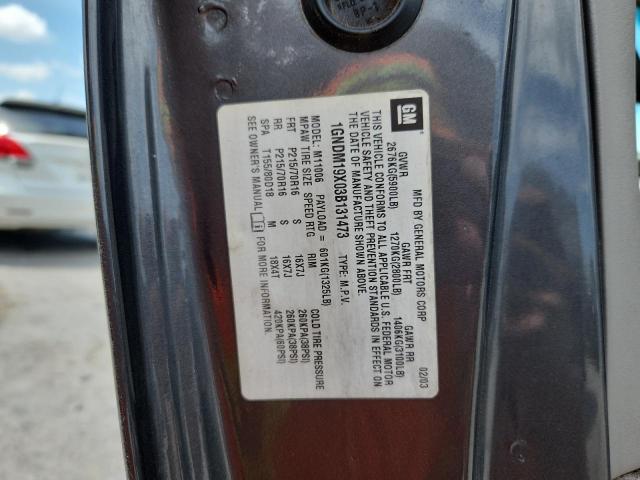 GM
MFD BY GENERAL MOTORS CORP 02/03
GVWR GAWR FRT GAWR RR
2676KG(5900LB) 1270KG(2800LB) 1406KG(3100LB)
THIS VEHICLE CONFORMS TO ALL APPLICABLE U.S. FEDERAL MOTOR
VEHICLE SAFETY AND THEFT PREVENTION STANDARDS IN EFFECT ON
THE DATE OF MANUFACTURE SHOWN ABOVE.
1GNDM19X03B131473 TYPE: M.P.V.
MODEL: M11006 PAYLOAD = 601KG(1325LB)
MPAW TIRE SIZE SPEED RTG RIM COLD TIRE PRESSURE
FRT P215/70R16 S 16X7J 260KPA(38PSI)
RR P215/70R16 S 16X7J 260KPA(38PSI)
SPA T155/80D18 M 18X4T 420KPA(60PSI)
SEE OWNER'S MANUAL FOR MORE INFORMATION.